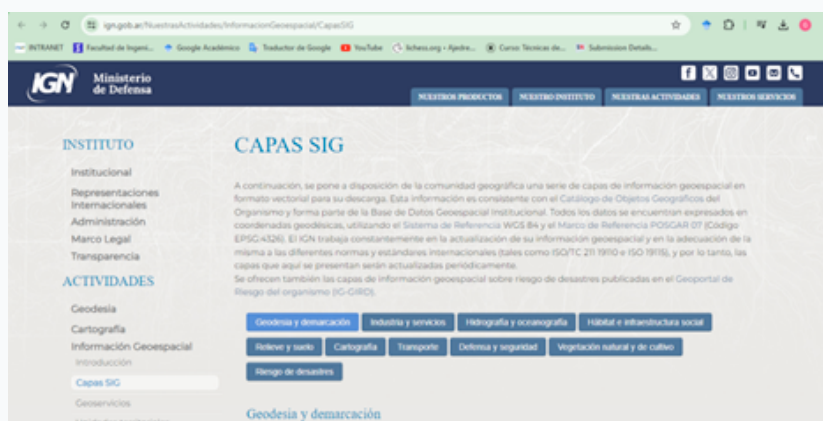 ign.gob.ar/NuestrasActividades/InformacionGeoespacial/CapasSIG
INTRANET Facultad de Ingeni... Google Académico Traductor de Google YouTube lichess.org • Ajedre... Curso Técnicas de... Submission Details...
IGN Ministerio de Defensa
NUESTROS PRODUCTOS NUESTRO INSTITUTO NUESTRAS ACTIVIDADES NUESTROS SERVICIOS
INSTITUTO
Institucional
Representaciones
Internacionales
Administración
Marco Legal
Transparencia
ACTIVIDADES
Geodesia
Cartografía
Información Geoespacial
Introducción
Capas SIG
Geoservicios
CAPAS SIG
A continuación, se pone a disposición de la comunidad geográfica una serie de capas de información geoespacial en
formato vectorial para su descarga. Esta información es consistente con el Catálogo de Objetos Geográficos del
Organismo y forma parte de la Base de Datos Geoespacial Institucional. Todos los datos se encuentran expresados en
coordenadas geodésicas, utilizando el Sistema de Referencia WGS 84 y el Marco de Referencia POSGAR 07 (Código
EPSG:4326). El IGN trabaja constantemente en la actualización de su información geoespacial y en la adecuación de la
misma a las diferentes normas y estándares internacionales (tales como ISO/TC 211 19110 e ISO 19115), y por lo tanto, las
capas que aquí se presentan serán actualizadas periódicamente.
Se ofrecen también las capas de información geoespacial sobre riesgo de desastres publicadas en el Geoportal de
Riesgo del organismo (IG-GIRD).
Geodesia y demarcación Industria y servicios Hidrografía y oceanografía Hábitat e infraestructura social
Relieve y suelo Cartografía Transporte Defensa y seguridad Vegetación natural y de cultivo
Riesgo de desastres
Geodesia y demarcación